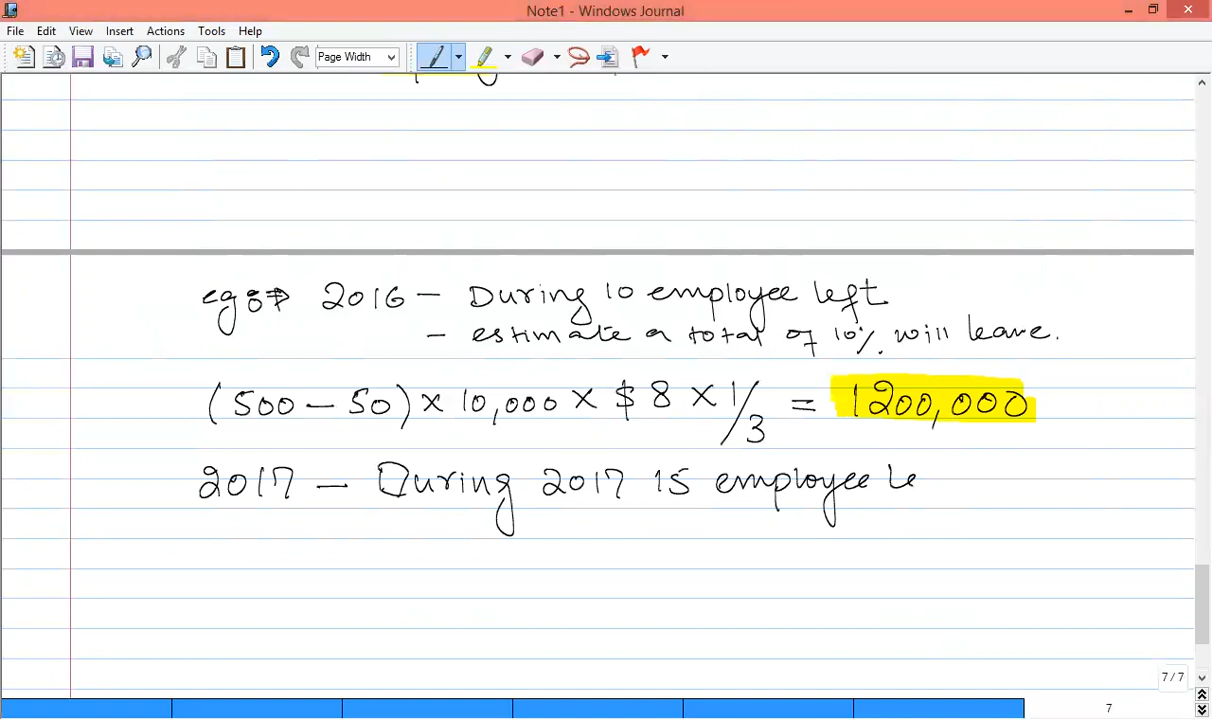 Note1 - Windows Journal
File Edit View Insert Actions Tools Help
Page Width
2016 - During 10 employee left
- estimate a total of 10% will leave.
(500 - 50) x 10,000 x $ 8 x 1/3 = 1200,000
2017 - During 2017 15 employee le
7 / 7
7